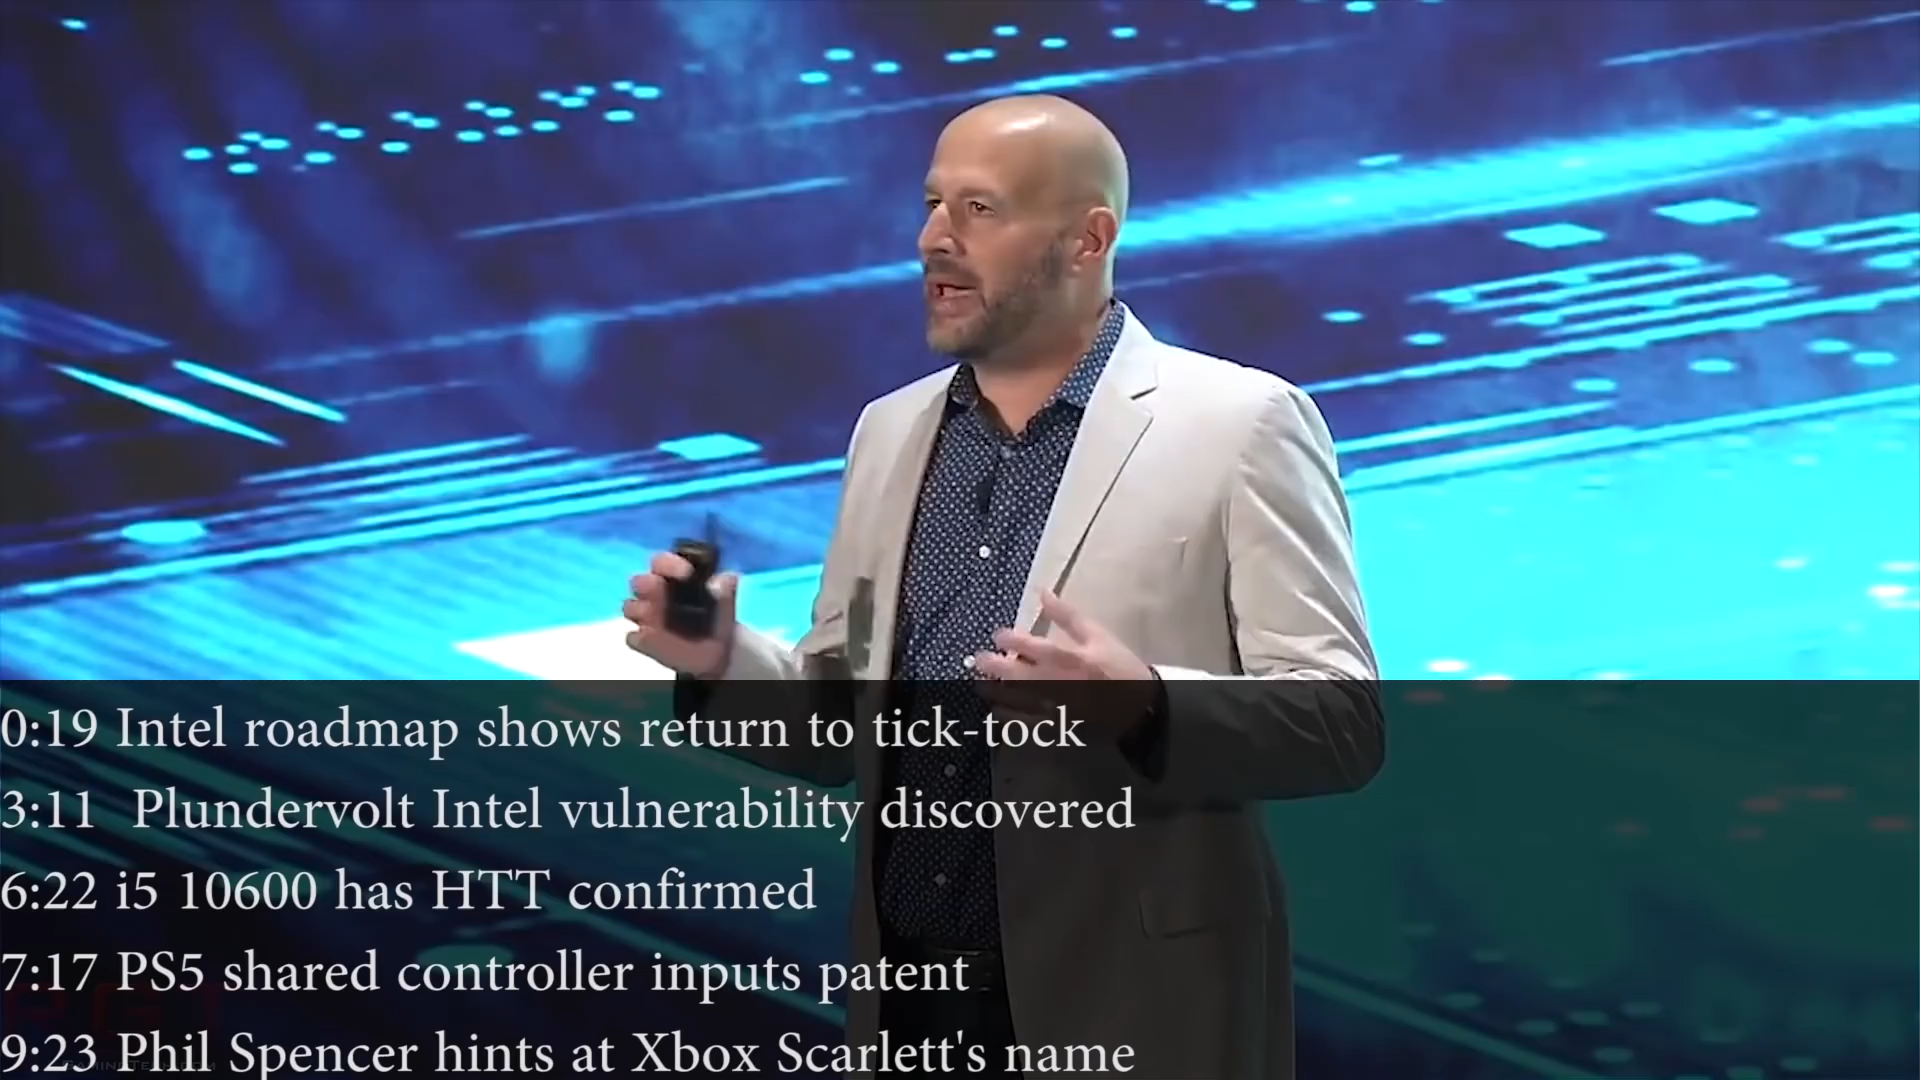 0:19 Intel roadmap shows return to tick-tock
3:11 Plundervolt Intel vulnerability discovered
6:22 i5 10600 has HTT confirmed
7:17 PS5 shared controller inputs patent
9:23 Phil Spencer hints at Xbox Scarlett's name